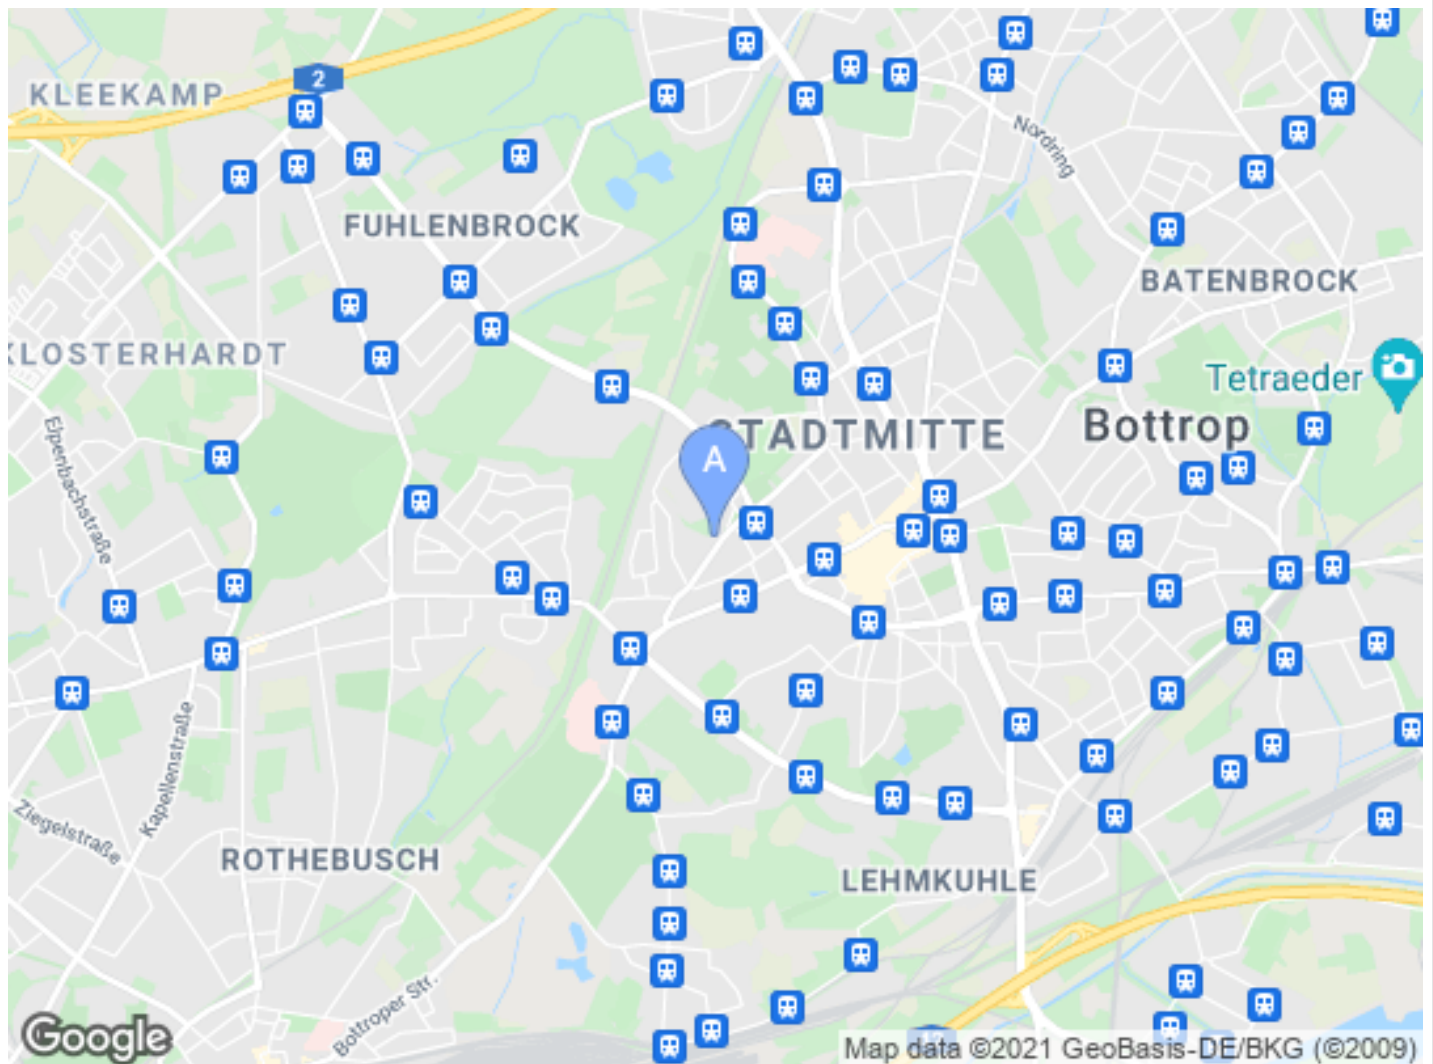 2
KLEEKAMP
Nordring
FUHLENBROCK
BATENBROCK
KLOSTERHARDT
Tetraeder
Elpenbachstraße
STADTMITTE
Bottrop
A
Kapellenstraße
Ziegelstraße
ROTHEBUSCH
LEHMKUHLE
Bottroper Str.
Google
Map data ©2021 GeoBasis-DE/BKG (©2009)